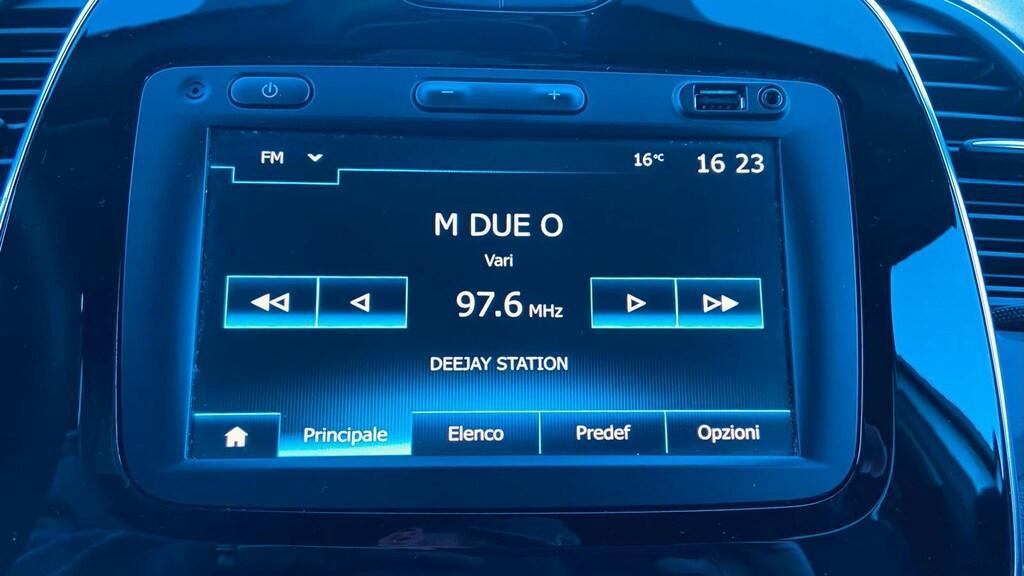 FM 16°C 16 23
M DUE O
Vari
97.6 MHz
DEEJAY STATION
Principale Elenco Predef Opzioni